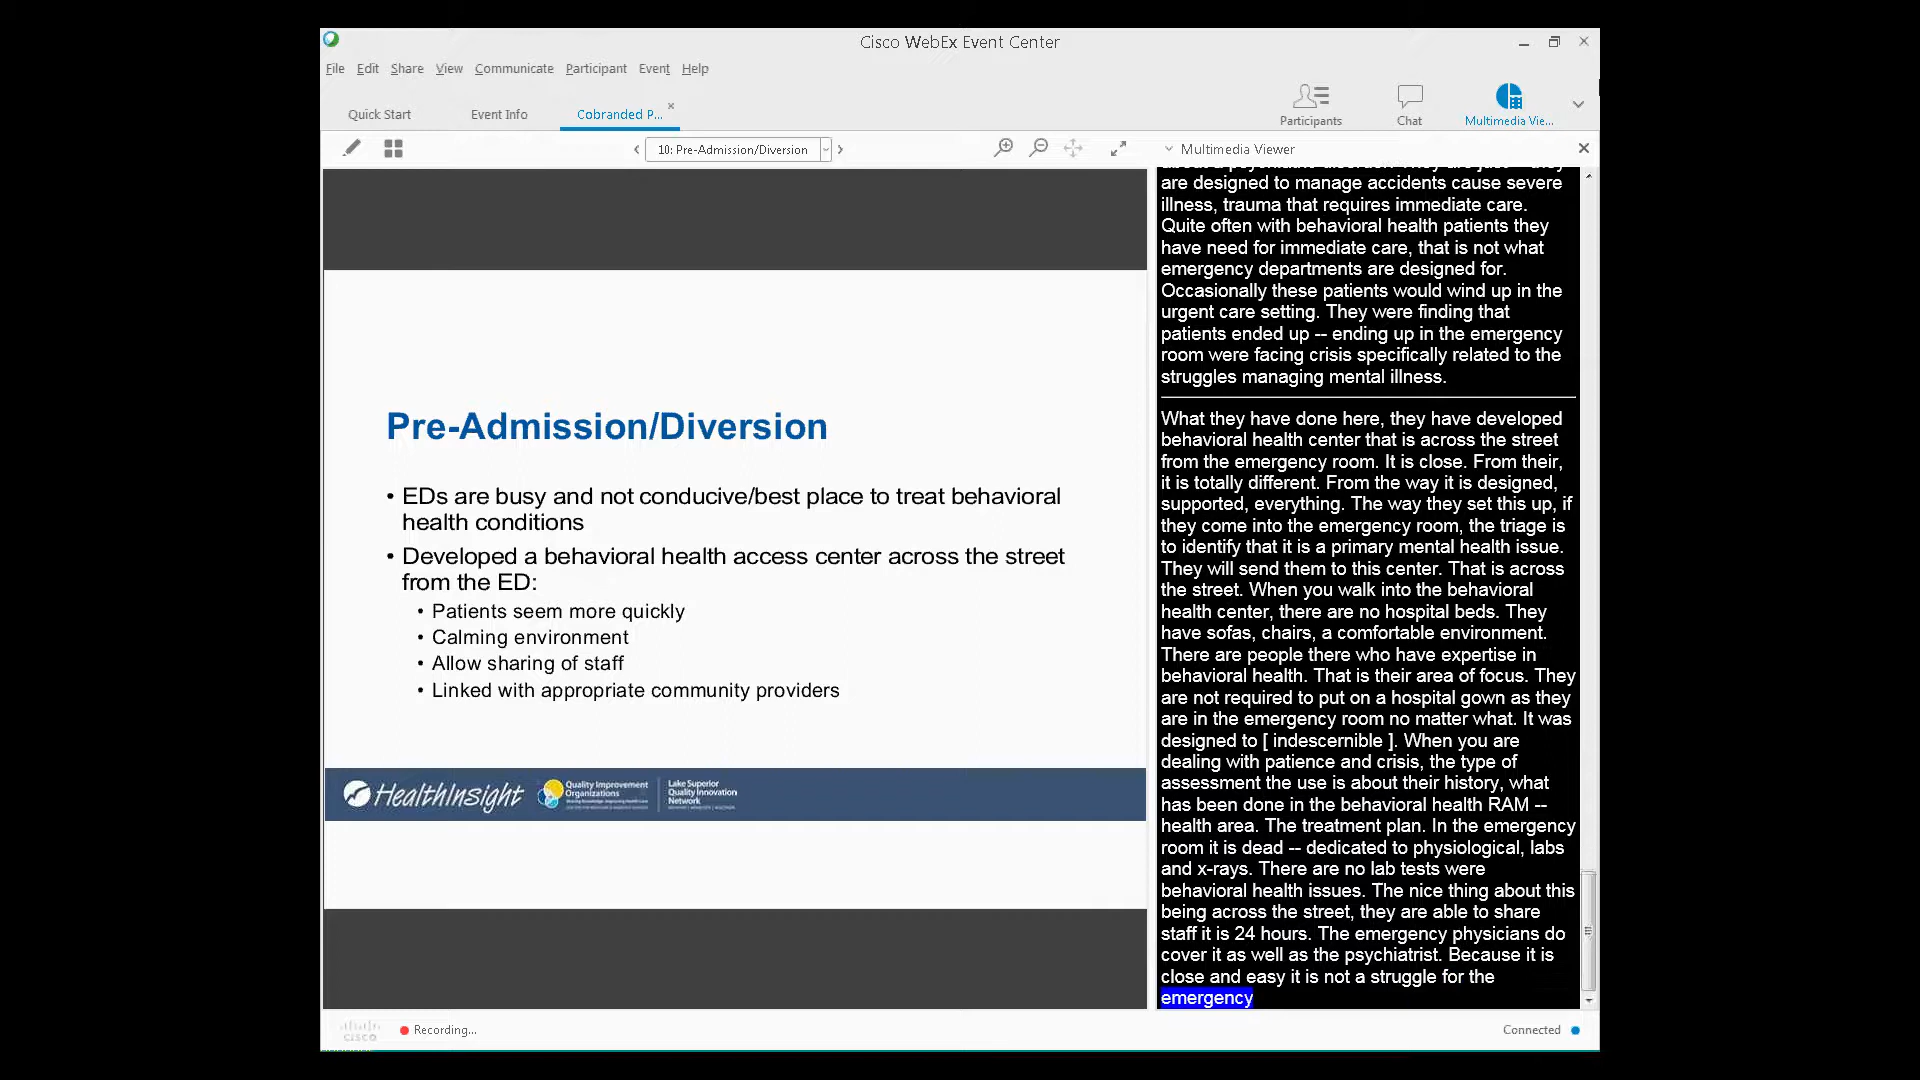 Cisco WebEx Event Center
File Edit Share View Communicate Participant Event Help
Quick Start Event Info Cobranded P...
Participants Chat Multimedia Vie...
10: Pre-Admission/Diversion
Multimedia Viewer
Pre-Admission/Diversion
• EDs are busy and not conducive/best place to treat behavioral
health conditions
• Developed a behavioral health access center across the street
from the ED:
• Patients seem more quickly
• Calming environment
• Allow sharing of staff
• Linked with appropriate community providers
HealthInsight
Quality Improvement
Organizations
Lake Superior
Quality Innovation
Network
are designed to manage accidents cause severe
illness, trauma that requires immediate care.
Quite often with behavioral health patients they
have need for immediate care, that is not what
emergency departments are designed for.
Occasionally these patients would wind up in the
urgent care setting. They were finding that
patients ended up -- ending up in the emergency
room were facing crisis specifically related to the
struggles managing mental illness.
What they have done here, they have developed
behavioral health center that is across the street
from the emergency room. It is close. From their,
it is totally different. From the way it is designed,
supported, everything. The way they set this up, if
they come into the emergency room, the triage is
to identify that it is a primary mental health issue.
They will send them to this center. That is across
the street. When you walk into the behavioral
health center, there are no hospital beds. They
have sofas, chairs, a comfortable environment.
There are people there who have expertise in
behavioral health. That is their area of focus. They
are not required to put on a hospital gown as they
are in the emergency room no matter what. It was
designed to [ indescernible ]. When you are
dealing with patience and crisis, the type of
assessment the use is about their history, what
has been done in the behavioral health RAM --
health area. The treatment plan. In the emergency
room it is dead -- dedicated to physiological, labs
and x-rays. There are no lab tests were
behavioral health issues. The nice thing about this
being across the street, they are able to share
staff it is 24 hours. The emergency physicians do
cover it as well as the psychiatrist. Because it is
close and easy it is not a struggle for the
emergency
cisco Recording... Connected